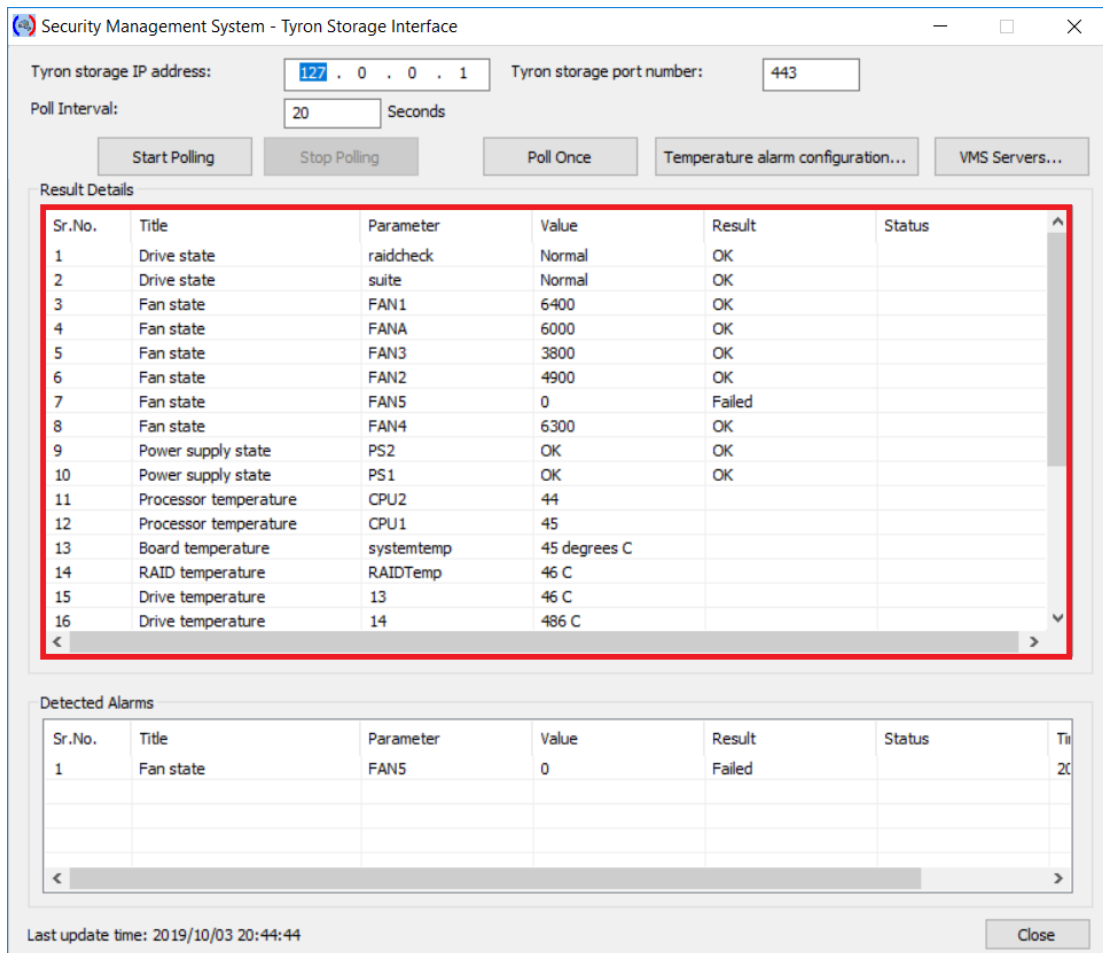 Security Management System - Tyron Storage Interface
Tyron storage IP address: 127 . 0 . 0 . 1 Tyron storage port number: 443
Poll Interval: 20 Seconds
Start Polling Stop Polling Poll Once Temperature alarm configuration... VMS Servers...
Result Details
Sr.No. Title Parameter Value Result Status
1 Drive state raidcheck Normal OK
2 Drive state suite Normal OK
3 Fan state FAN1 6400 OK
4 Fan state FANA 6000 OK
5 Fan state FAN3 3800 OK
6 Fan state FAN2 4900 OK
7 Fan state FAN5 0 Failed
8 Fan state FAN4 6300 OK
9 Power supply state PS2 OK OK
10 Power supply state PS1 OK OK
11 Processor temperature CPU2 44
12 Processor temperature CPU1 45
13 Board temperature systemtemp 45 degrees C
14 RAID temperature RAIDTemp 46 C
15 Drive temperature 13 46 C
16 Drive temperature 14 486 C
Detected Alarms
Sr.No. Title Parameter Value Result Status
1 Fan state FAN5 0 Failed 20
Last update time: 2019/10/03 20:44:44 Close